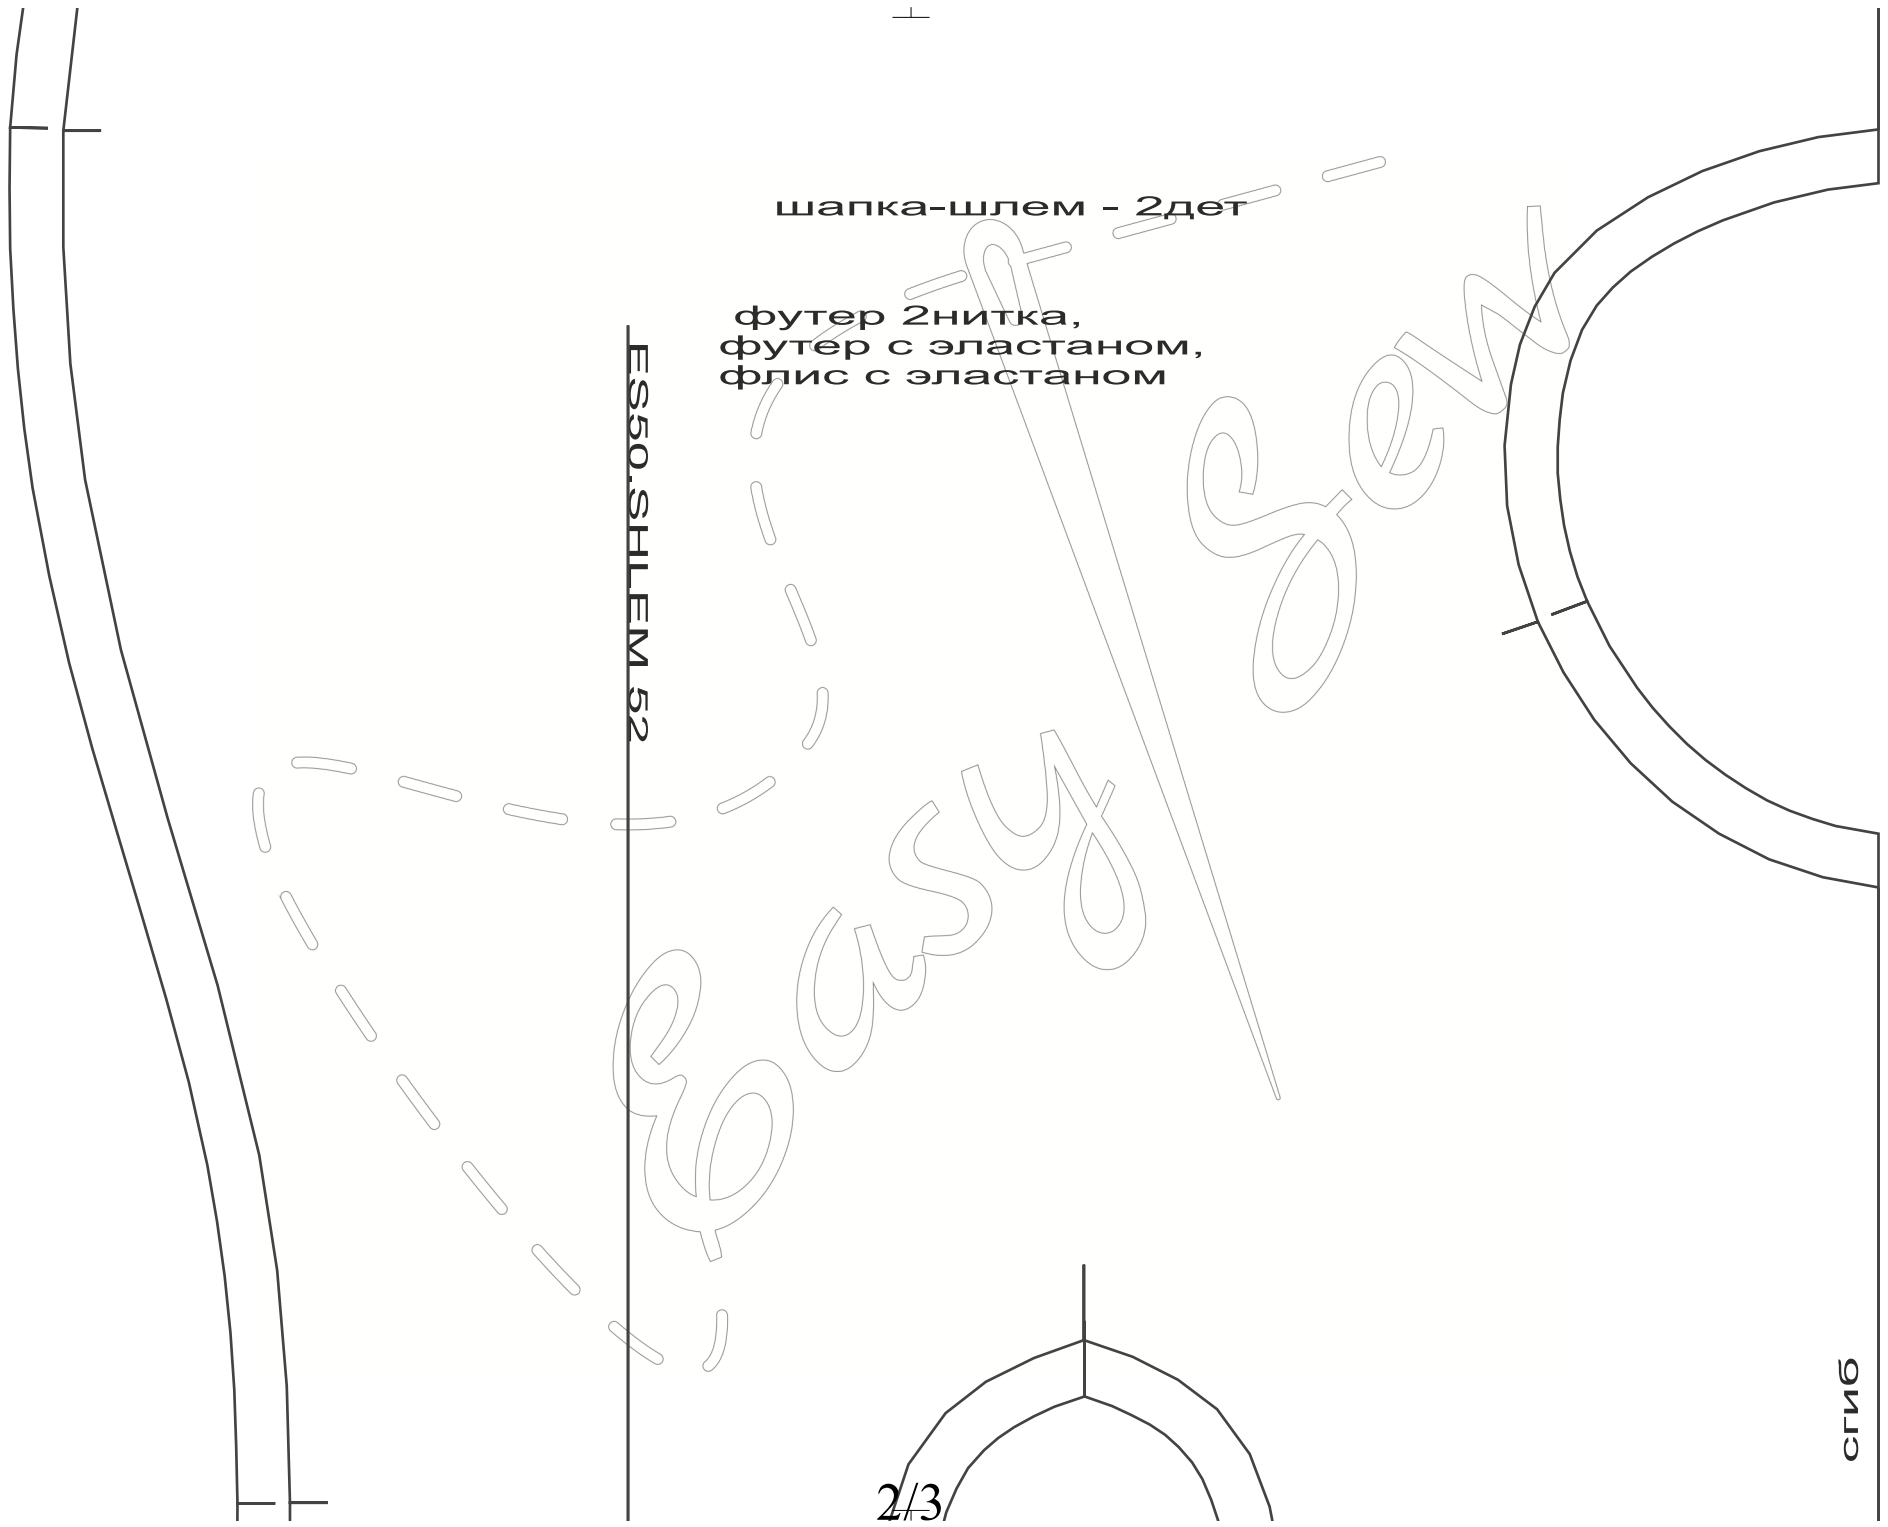 шапка-шлем - 2дет
футер 2нитка,
футер с эластаном,
флис с эластаном
ES50.SHLEM 52
Easy Sew
сгиб
2/3